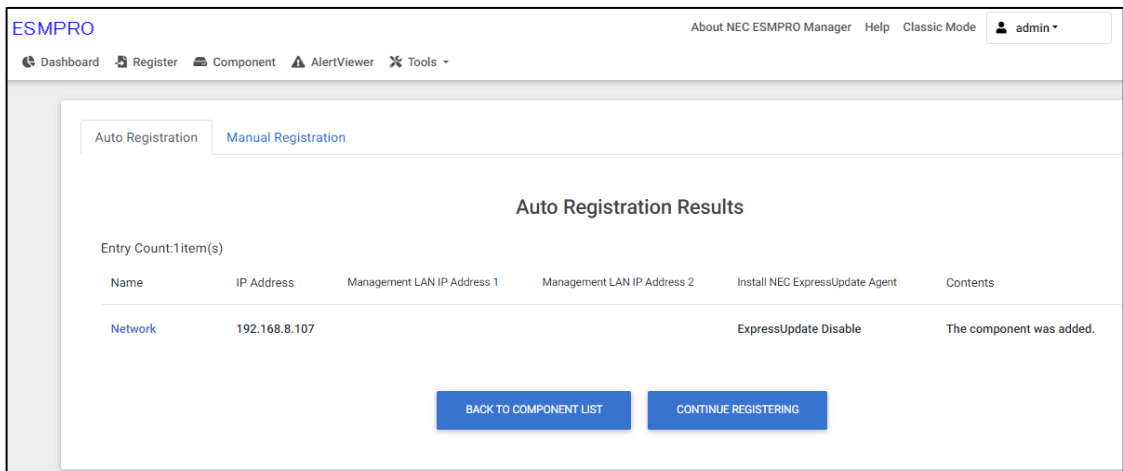 ESMPRO
About NEC ESMPRO Manager Help Classic Mode admin
Dashboard Register Component AlertViewer Tools
Auto Registration Manual Registration
Auto Registration Results
Entry Count:1item(s)
Name IP Address Management LAN IP Address 1 Management LAN IP Address 2 Install NEC ExpressUpdate Agent Contents
Network 192.168.8.107 ExpressUpdate Disable The component was added.
BACK TO COMPONENT LIST CONTINUE REGISTERING